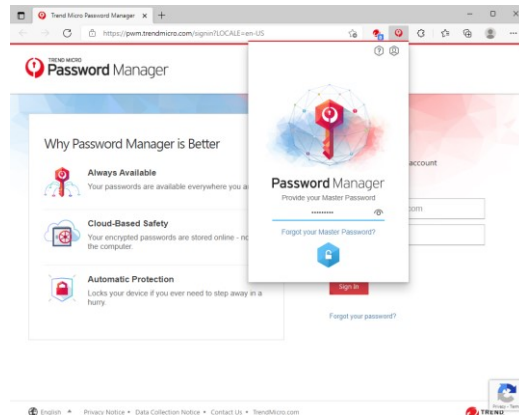 Trend Micro Password Manager
https://pwm.trendmicro.com/signin?LOCALE=en-US
TREND MICRO
Password Manager
Why Password Manager is Better
Always Available
Your passwords are available everywhere you a
Cloud-Based Safety
Your encrypted passwords are stored online - no
the computer.
Automatic Protection
Locks your device if you ever need to step away in a
hurry.
Password Manager
Provide your Master Password
Forgot your Master Password?
account
com
Sign In
Forgot your password?
English
Privacy Notice • Data Collection Notice • Contact Us • TrendMicro.com
TREND